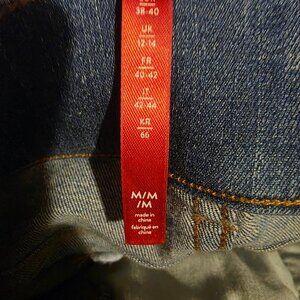 38-40
UK
12-14
FR
40-42
IT
42-44
KR
66
M/M
/M
made in
china
fabriqué en
chine